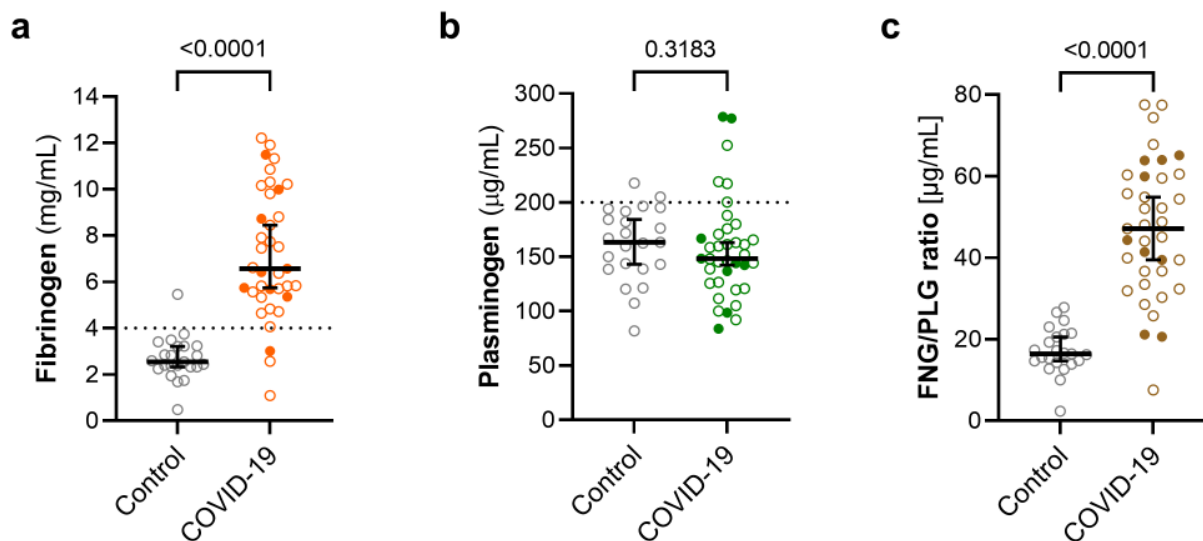 a
<0.0001
Fibrinogen (mg/mL)
14
12
10
8
6
4
2
0
Control
COVID-19
b
0.3183
Plasminogen (μg/mL)
300
250
200
150
100
50
0
Control
COVID-19
c
<0.0001
FNG/PLG ratio [μg/mL]
80
60
40
20
0
Control
COVID-19